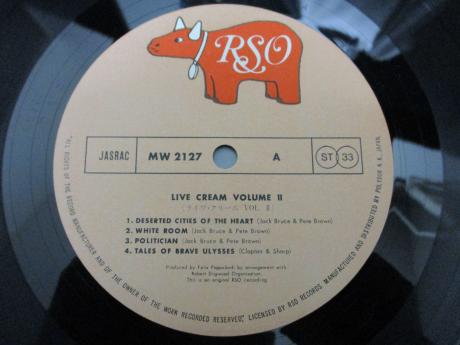 RSO
JASRAC MW 2127 A ST 33
LIVE CREAM VOLUME II
(ライヴ・クリーム VOL. II)
1. DESERTED CITIES OF THE HEART (Jack Bruce & Pete Brown)
2. WHITE ROOM (Jack Bruce & Pete Brown)
3. POLITICIAN (Jack Bruce & Pete Brown)
4. TALES OF BRAVE ULYSSES (Clapton & Sharp)
Produced by Felix Pappalardi by arrangement with
Robert Stigwood Organisation.
This is an original RSO recording
"ALL RIGHTS OF THE RECORD MANUFACTURER AND OF THE OWNER OF THE WORK RECORDED RESERVED", LICENSED BY RSO RECORDS. MANUFACTURED AND DISTRIBUTED BY POLYDOR K.K., JAPAN.